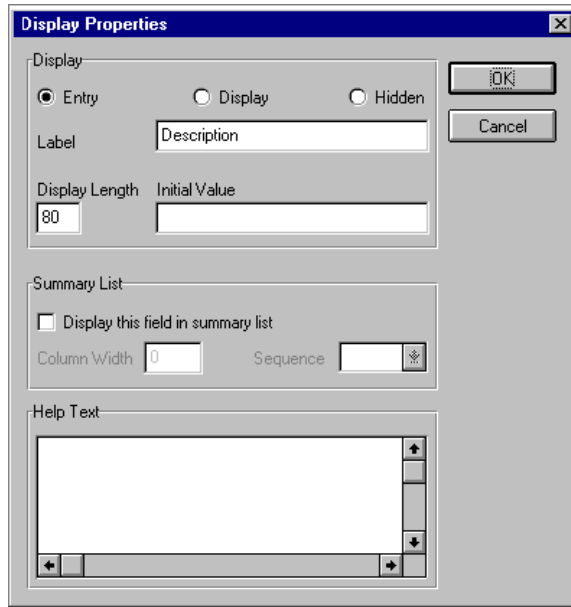 Display Properties
Display
OK
Entry Display Hidden
Cancel
Label Description
Display Length Initial Value
80
Summary List
Display this field in summary list
Column Width 0 Sequence
Help Text